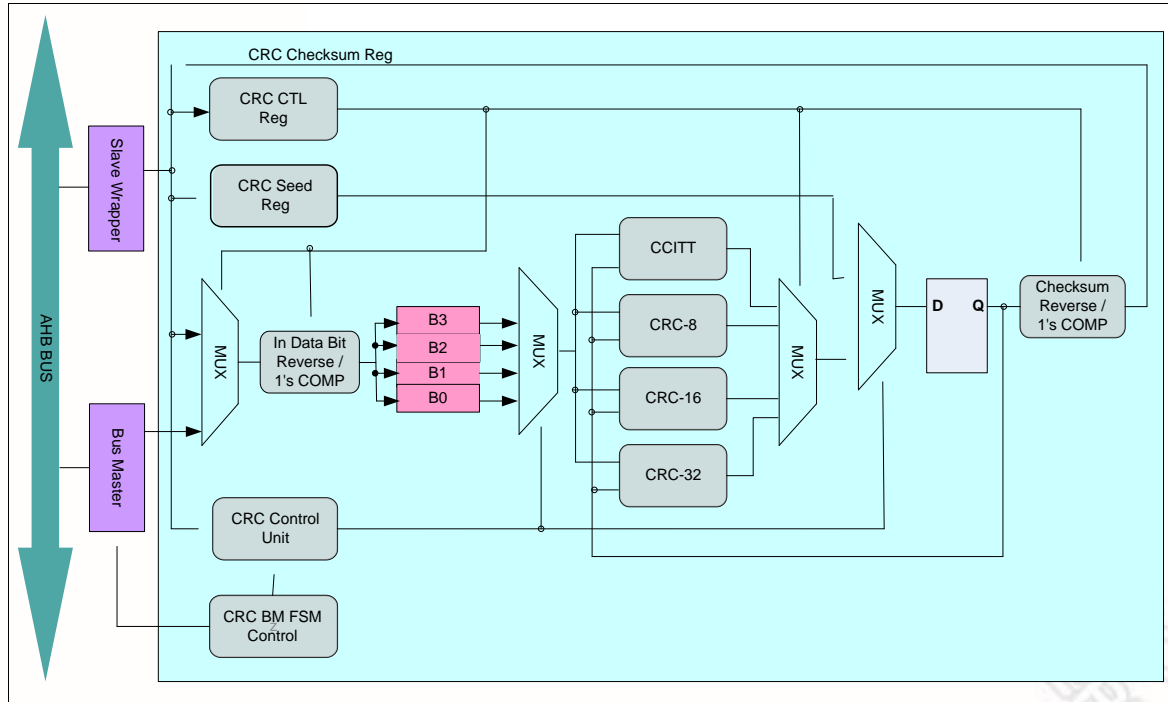 CRC Checksum Reg
CRC CTL
Reg
Slave Wrapper
CRC Seed
Reg
CCITT
MUX
D Q
Checksum
Reverse /
1's COMP
AHB BUS
MUX
In Data Bit
Reverse /
1's COMP
B3
B2
B1
B0
MUX
CRC-8
MUX
CRC-16
CRC-32
Bus Master
CRC Control
Unit
CRC BM FSM
Control
z